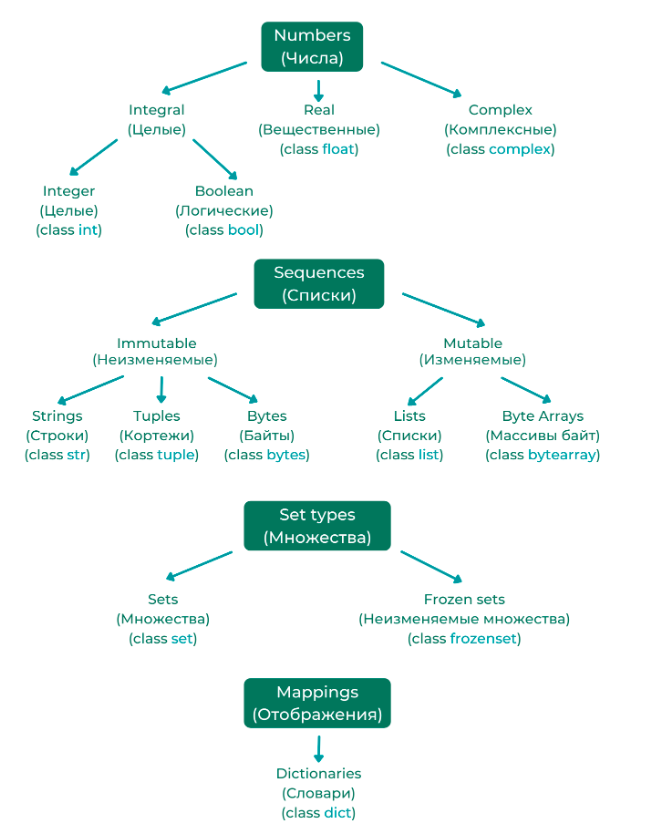 Numbers
(Числа)
Integral
(Целые)
Real
(Вещественные)
(class float)
Complex
(Комплексные)
(class complex)
Integer
(Целые)
(class int)
Boolean
(Логические)
(class bool)
Sequences
(Списки)
Immutable
(Неизменяемые)
Mutable
(Изменяемые)
Strings
(Строки)
(class str)
Tuples
(Кортежи)
(class tuple)
Bytes
(Байты)
(class bytes)
Lists
(Списки)
(class list)
Byte Arrays
(Массивы байт)
(class bytearray)
Set types
(Множества)
Sets
(Множества)
(class set)
Frozen sets
(Неизменяемые множества)
(class frozenset)
Mappings
(Отображения)
Dictionaries
(Словари)
(class dict)